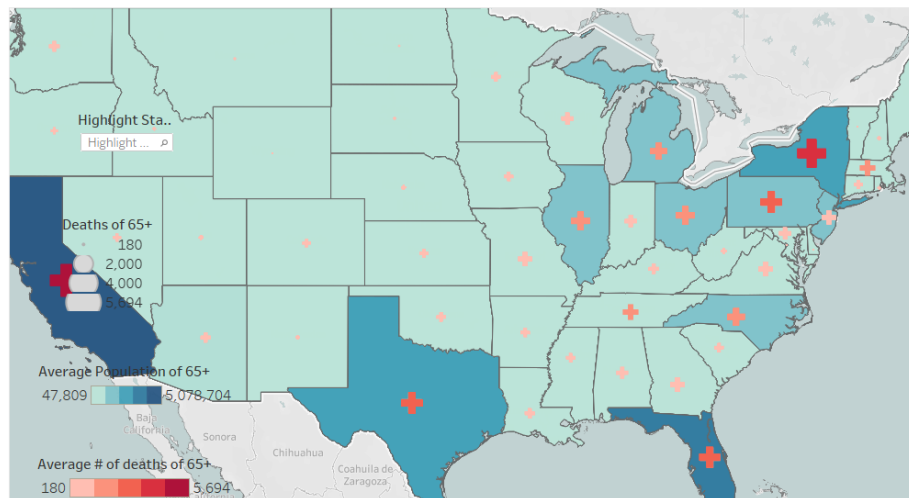 Highlight Sta..
Highlight ...
Deaths of 65+
180
2,000
4,000
5,694
Average Population of 65+
47,809 5,078,704
Baja
California
Sonora
Chihuahua
Coahuila de
Zaragoza
Average # of deaths of 65+
180 5,694